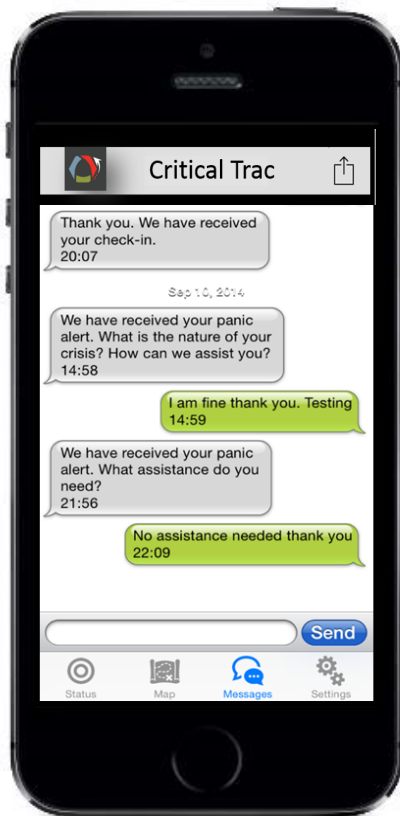 Critical Trac
Thank you. We have received
your check-in.
20:07
Sep 10, 2014
We have received your panic
alert. What is the nature of your
crisis? How can we assist you?
14:58
I am fine thank you. Testing
14:59
We have received your panic
alert. What assistance do you
need?
21:56
No assistance needed thank you
22:09
Send
Status
Map
Messages
Settings